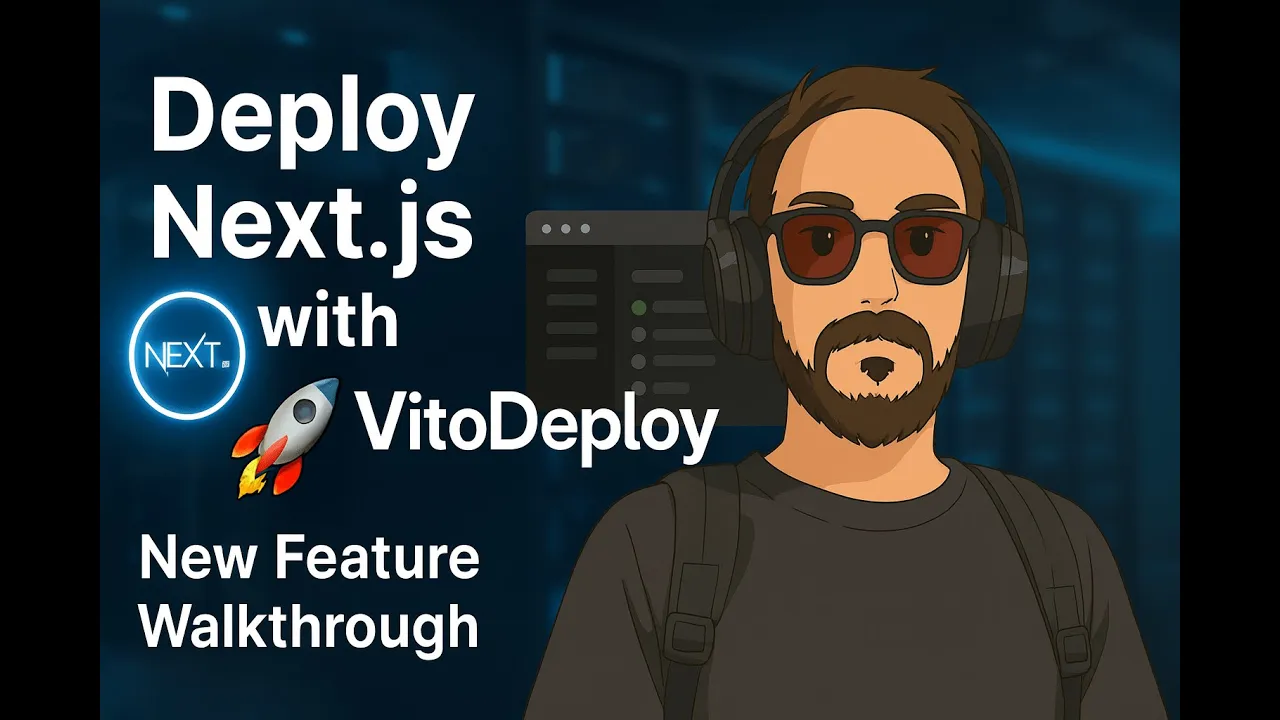 Deploy
Next.js
with
NEXT.JS
VitoDeploy
New Feature
Walkthrough